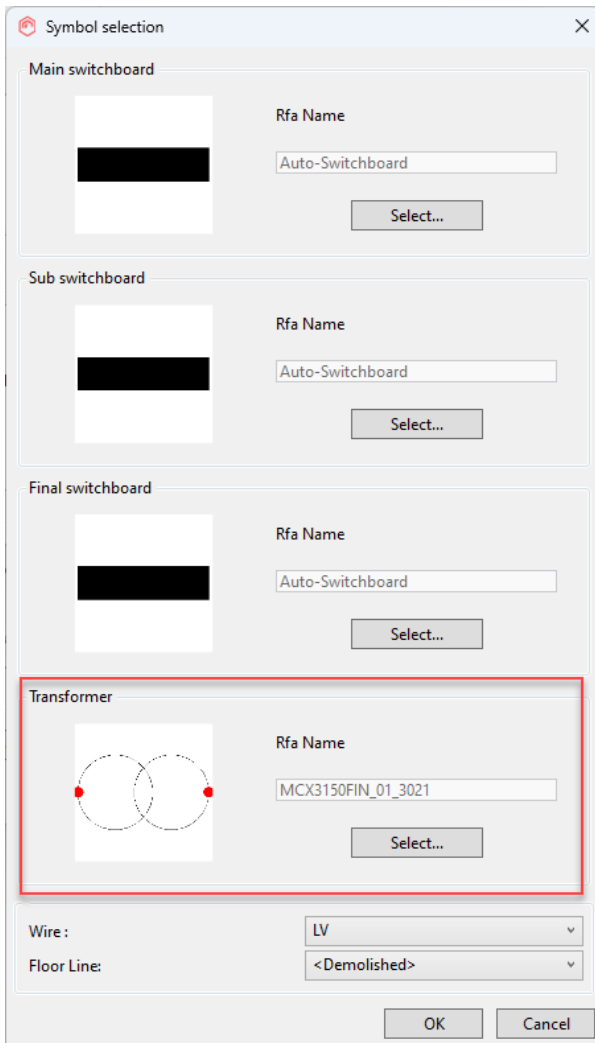 Symbol selection
Main switchboard
Rfa Name
Auto-Switchboard
Select...
Sub switchboard
Rfa Name
Auto-Switchboard
Select...
Final switchboard
Rfa Name
Auto-Switchboard
Select...
Transformer
Rfa Name
MCX3150FIN_01_3021
Select...
Wire : LV
Floor Line: <Demolished>
OK Cancel